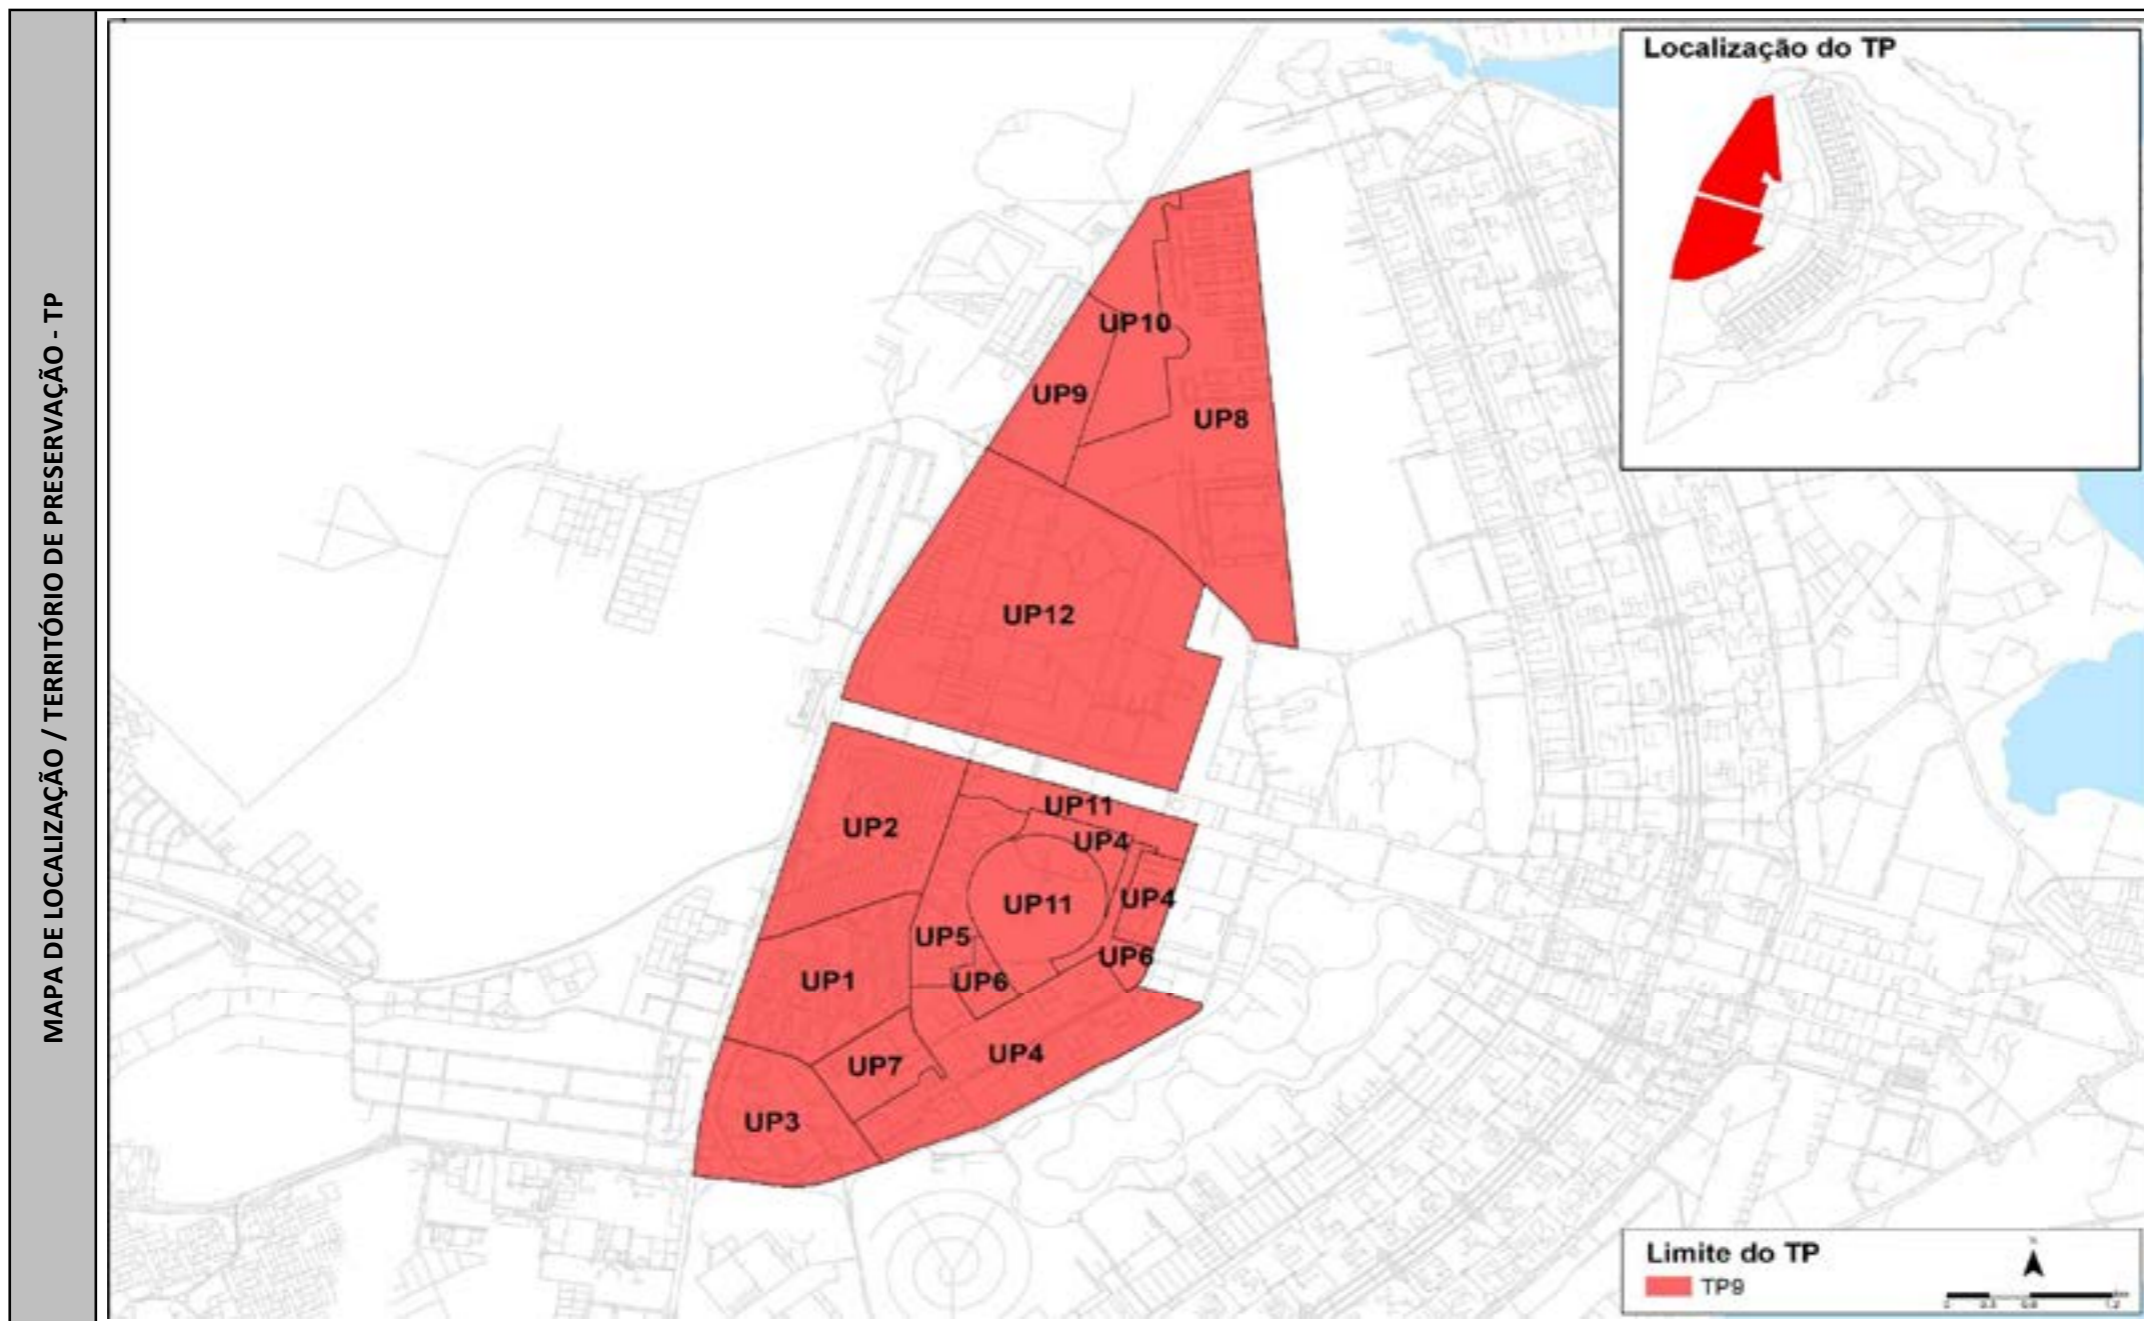 MAPA DE LOCALIZAÇÃO / TERRITÓRIO DE PRESERVAÇÃO - TP
Localização do TP
UP10
UP9
UP8
UP12
UP11
UP2
UP4
UP11
UP4
UP5
UP6
UP1
UP6
UP4
UP7
UP3
Limite do TP
TP9